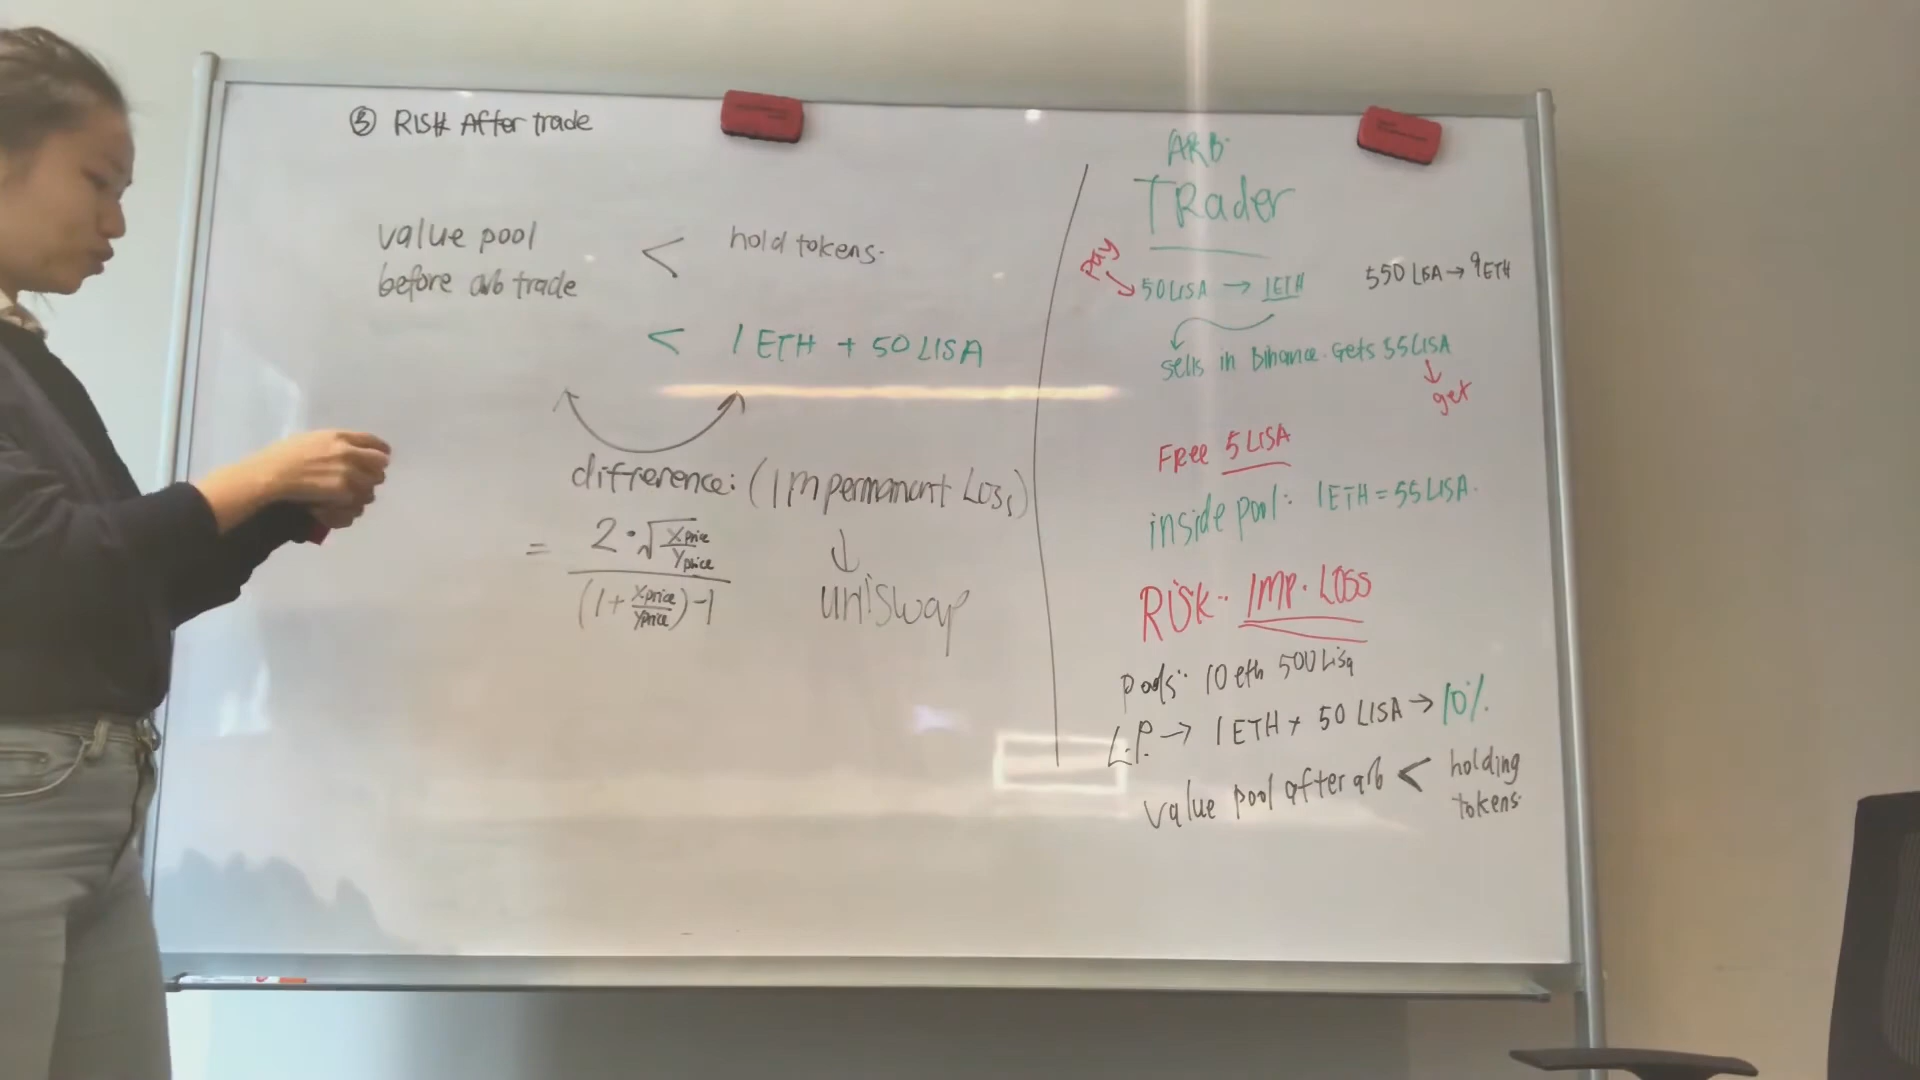 ③ RISK After trade
value pool < hold tokens.
before arb trade
< 1 ETH + 50 LISA
difference: (Impermanant Loss)
= 2·√(Xprice/Yprice) / (1 + Xprice/Yprice) - 1
↓
uniswap
ARB.
TRader
pay
50 LISA → 1ETH
550 LISA → 9ETH
sells in Binance. Gets 55 LISA
↓
get
Free 5 LISA
inside pool: 1ETH = 55 LISA.
Risk: Imp. Loss
Pools: 10 eth 500 Lisa
L.P. → 1 ETH + 50 LISA → 10%.
Value pool after arb < holding
tokens.